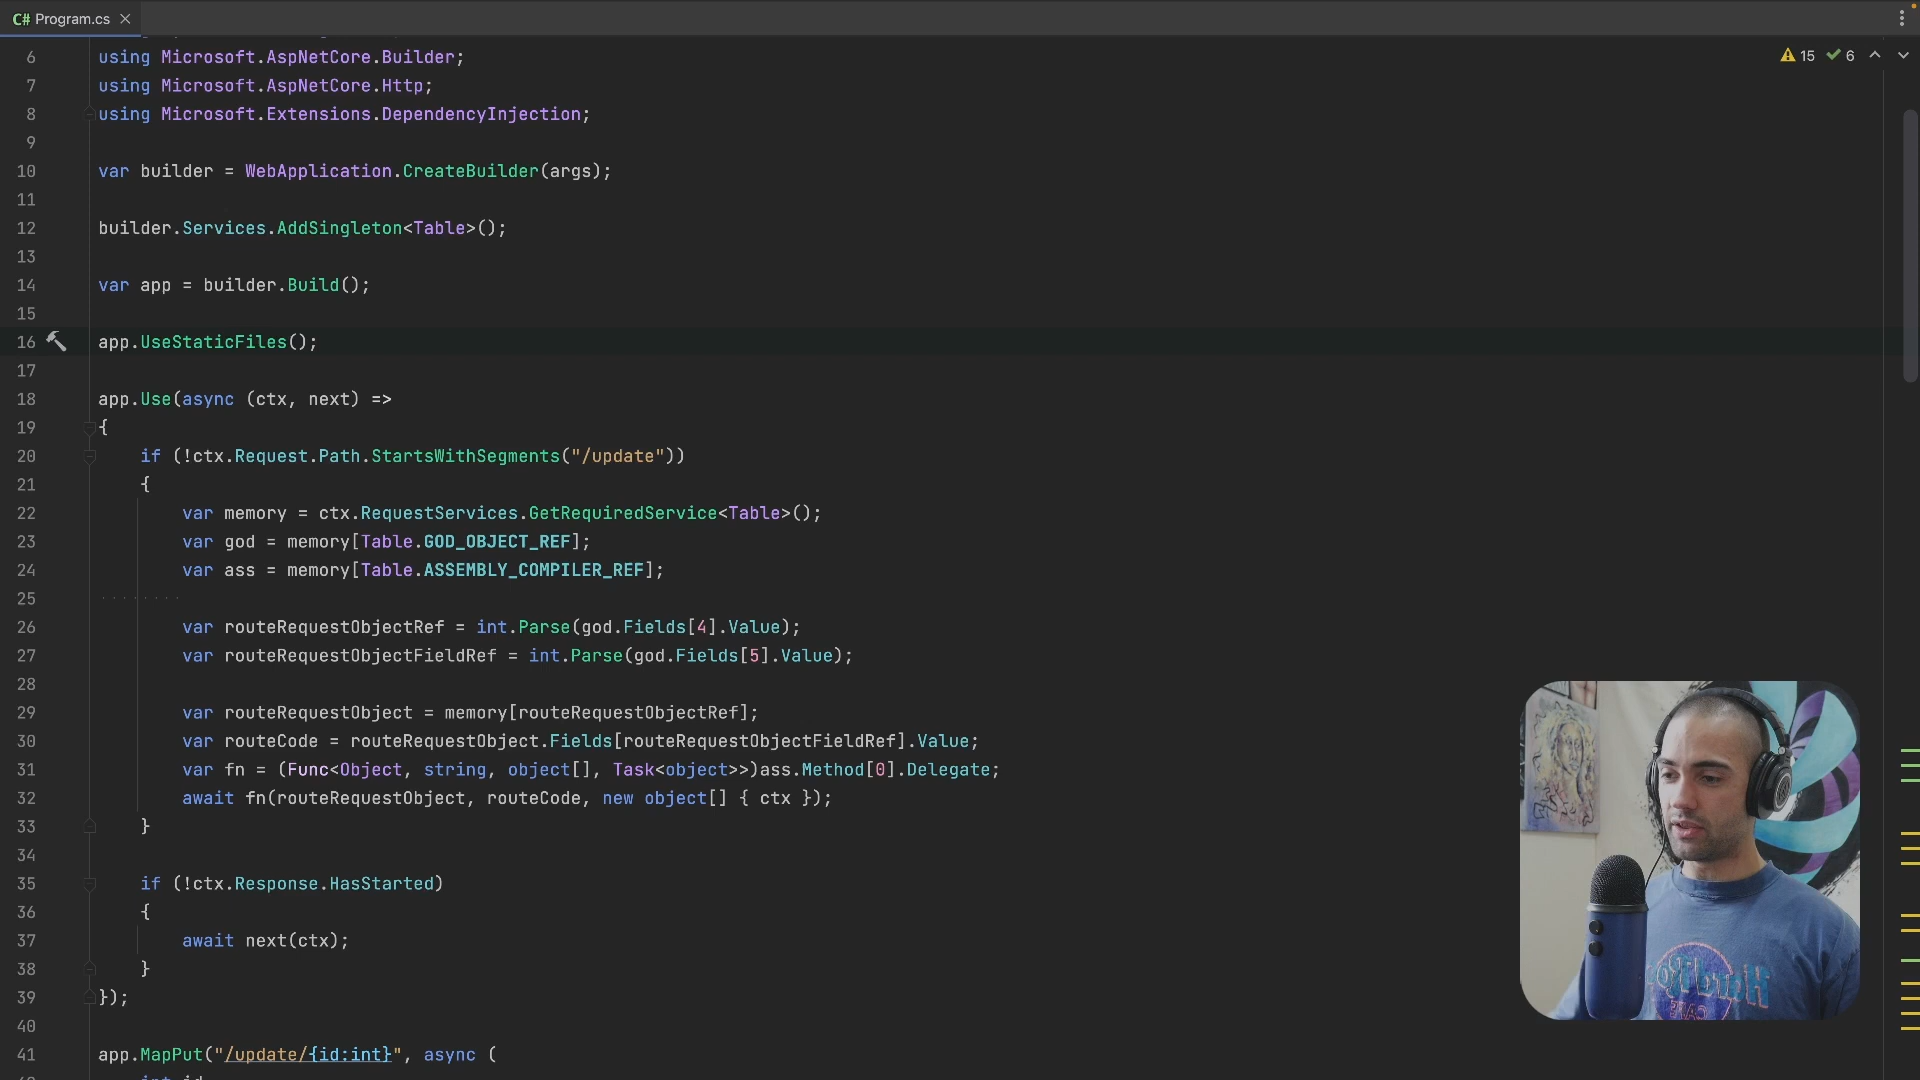 C# Program.cs
15 6
6 using Microsoft.AspNetCore.Builder;
7 using Microsoft.AspNetCore.Http;
8 using Microsoft.Extensions.DependencyInjection;
9
10 var builder = WebApplication.CreateBuilder(args);
11
12 builder.Services.AddSingleton<Table>();
13
14 var app = builder.Build();
15
16 app.UseStaticFiles();
17
18 app.Use(async (ctx, next) =>
19 {
20 if (!ctx.Request.Path.StartsWithSegments("/update"))
21 {
22 var memory = ctx.RequestServices.GetRequiredService<Table>();
23 var god = memory[Table.GOD_OBJECT_REF];
24 var ass = memory[Table.ASSEMBLY_COMPILER_REF];
25
26 var routeRequestObjectRef = int.Parse(god.Fields[4].Value);
27 var routeRequestObjectFieldRef = int.Parse(god.Fields[5].Value);
28
29 var routeRequestObject = memory[routeRequestObjectRef];
30 var routeCode = routeRequestObject.Fields[routeRequestObjectFieldRef].Value;
31 var fn = (Func<Object, string, object[], Task<object>>)ass.Method[0].Delegate;
32 await fn(routeRequestObject, routeCode, new object[] { ctx });
33 }
34
35 if (!ctx.Response.HasStarted)
36 {
37 await next(ctx);
38 }
39 });
40
41 app.MapPut("/update/{id:int}", async (